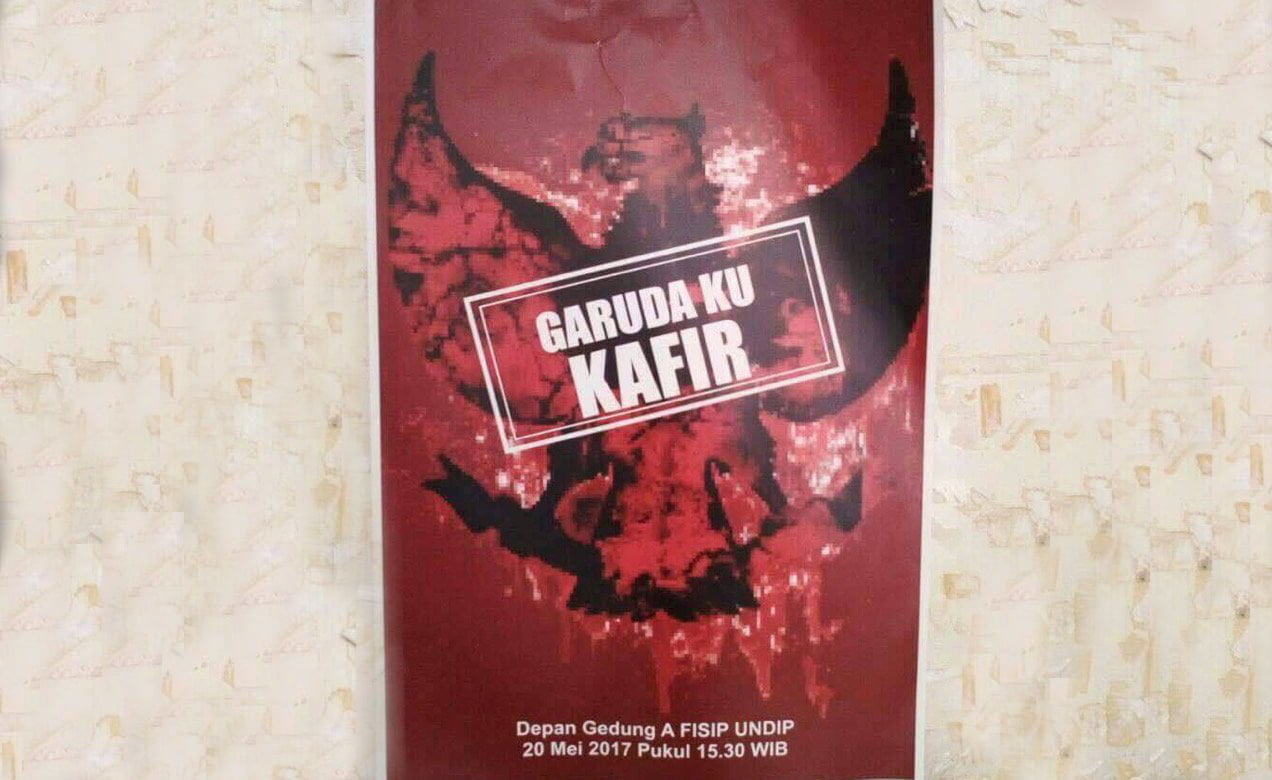 GARUDA KU
KAFIR
Depan Gedung A FISIP UNDIP
20 Mei 2017 Pukul 15.30 WIB